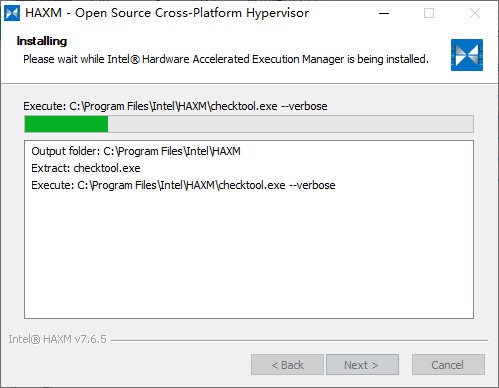 HAXM - Open Source Cross-Platform Hypervisor
Installing
Please wait while Intel® Hardware Accelerated Execution Manager is being installed.
Execute: C:\Program Files\Intel\HAXM\checktool.exe --verbose
Output folder: C:\Program Files\Intel\HAXM
Extract: checktool.exe
Execute: C:\Program Files\Intel\HAXM\checktool.exe --verbose
Intel® HAXM v7.6.5
< Back Next > Cancel